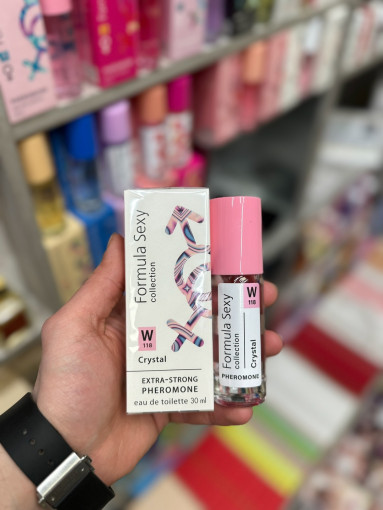 Formula Sexy
collection
W
118
Crystal
EXTRA-STRONG
PHEROMONE
eau de toilette 30 ml
W
118
Formula Sexy
collection
Crystal
PHEROMONE